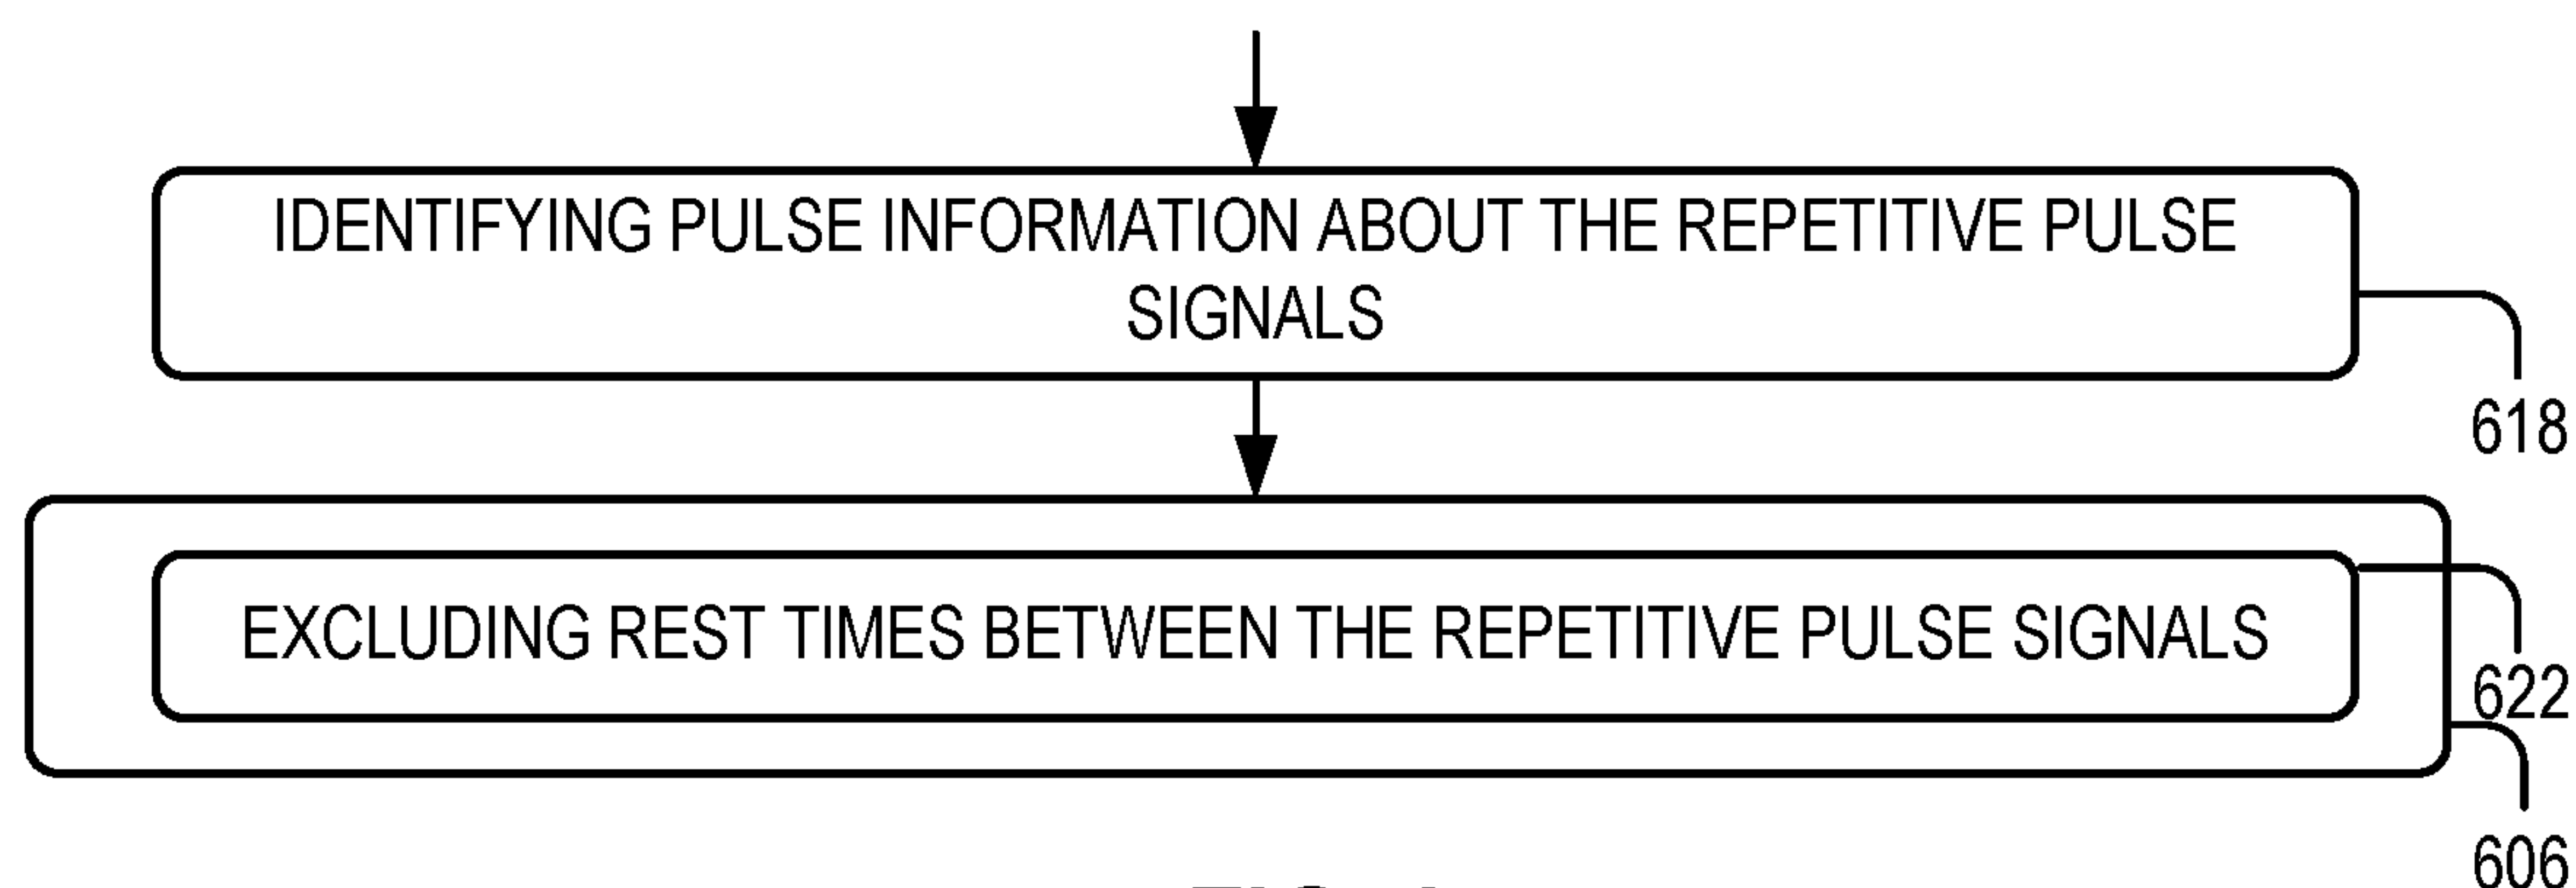 IDENTIFYING PULSE INFORMATION ABOUT THE REPETITIVE PULSE
SIGNALS
618
EXCLUDING REST TIMES BETWEEN THE REPETITIVE PULSE SIGNALS
622
606